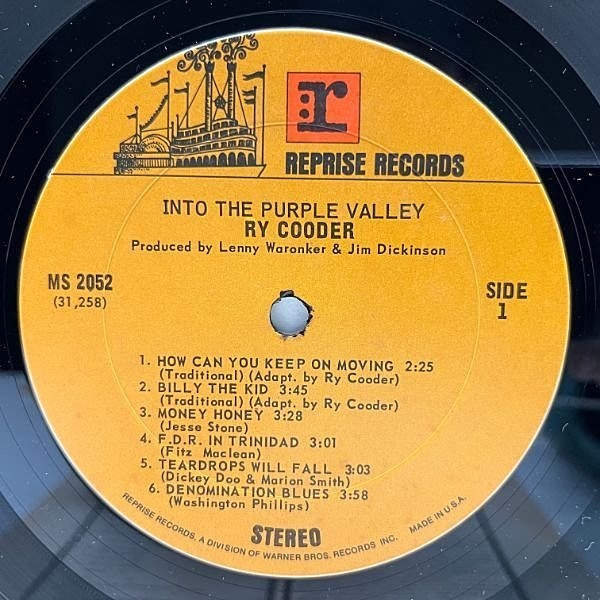 r
REPRISE RECORDS
INTO THE PURPLE VALLEY
RY COODER
Produced by Lenny Waronker & Jim Dickinson
MS 2052
(31,258)
SIDE
1
1. HOW CAN YOU KEEP ON MOVING 2:25
(Traditional) (Adapt. by Ry Cooder)
2. BILLY THE KID 3:45
(Traditional) (Adapt. by Ry Cooder)
3. MONEY HONEY 3:28
(Jesse Stone)
4. F.D.R. IN TRINIDAD 3:01
(Fitz Maclean)
5. TEARDROPS WILL FALL 3:03
(Dickey Doo & Marion Smith)
6. DENOMINATION BLUES 3:58
(Washington Phillips)
STEREO
REPRISE RECORDS, A DIVISION OF WARNER BROS. RECORDS INC. MADE IN U.S.A.